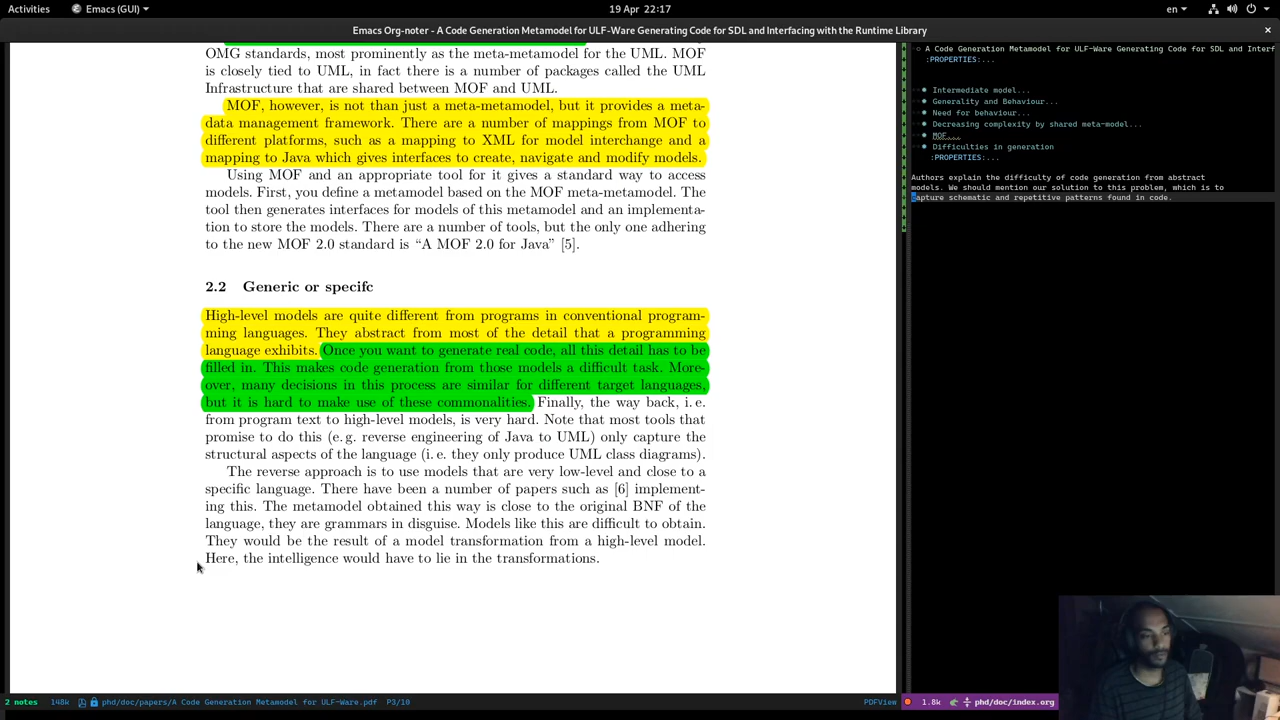 Activities
Emacs (GUI)
19 Apr 22:17
en
Emacs Org-noter - A Code Generation Metamodel for ULF-Ware Generating Code for SDL and Interfacing with the Runtime Library
OMG standards, most prominently as the meta-metamodel for the UML. MOF
is closely tied to UML, in fact there is a number of packages called the UML
Infrastructure that are shared between MOF and UML.
MOF, however, is not than just a meta-metamodel, but it provides a meta-
data management framework. There are a number of mappings from MOF to
different platforms, such as a mapping to XML for model interchange and a
mapping to Java which gives interfaces to create, navigate and modify models.
Using MOF and an appropriate tool for it gives a standard way to access
models. First, you define a metamodel based on the MOF meta-metamodel. The
tool then generates interfaces for models of this metamodel and an implementa-
tion to store the models. There are a number of tools, but the only one adhering
to the new MOF 2.0 standard is “A MOF 2.0 for Java” [5].
2.2 Generic or specifc
High-level models are quite different from programs in conventional program-
ming languages. They abstract from most of the detail that a programming
language exhibits. Once you want to generate real code, all this detail has to be
filled in. This makes code generation from those models a difficult task. More-
over, many decisions in this process are similar for different target languages,
but it is hard to make use of these commonalities. Finally, the way back, i. e.
from program text to high-level models, is very hard. Note that most tools that
promise to do this (e. g. reverse engineering of Java to UML) only capture the
structural aspects of the language (i. e. they only produce UML class diagrams).
The reverse approach is to use models that are very low-level and close to a
specific language. There have been a number of papers such as [6] implement-
ing this. The metamodel obtained this way is close to the original BNF of the
language, they are grammars in disguise. Models like this are difficult to obtain.
They would be the result of a model transformation from a high-level model.
Here, the intelligence would have to lie in the transformations.
2 notes 148k phd/doc/papers/A Code Generation Metamodel for ULF-Ware.pdf P3/10 PDFView
A Code Generation Metamodel for ULF-Ware Generating Code for SDL and Interf
:PROPERTIES:...
Intermediate model...
Generality and Behaviour...
Need for behaviour...
Decreasing complexity by shared meta-model...
MOF...
Difficulties in generation
:PROPERTIES:...
Authors explain the difficulty of code generation from abstract
models. We should mention our solution to this problem, which is to
capture schematic and repetitive patterns found in code.
1.8k phd/doc/index.org